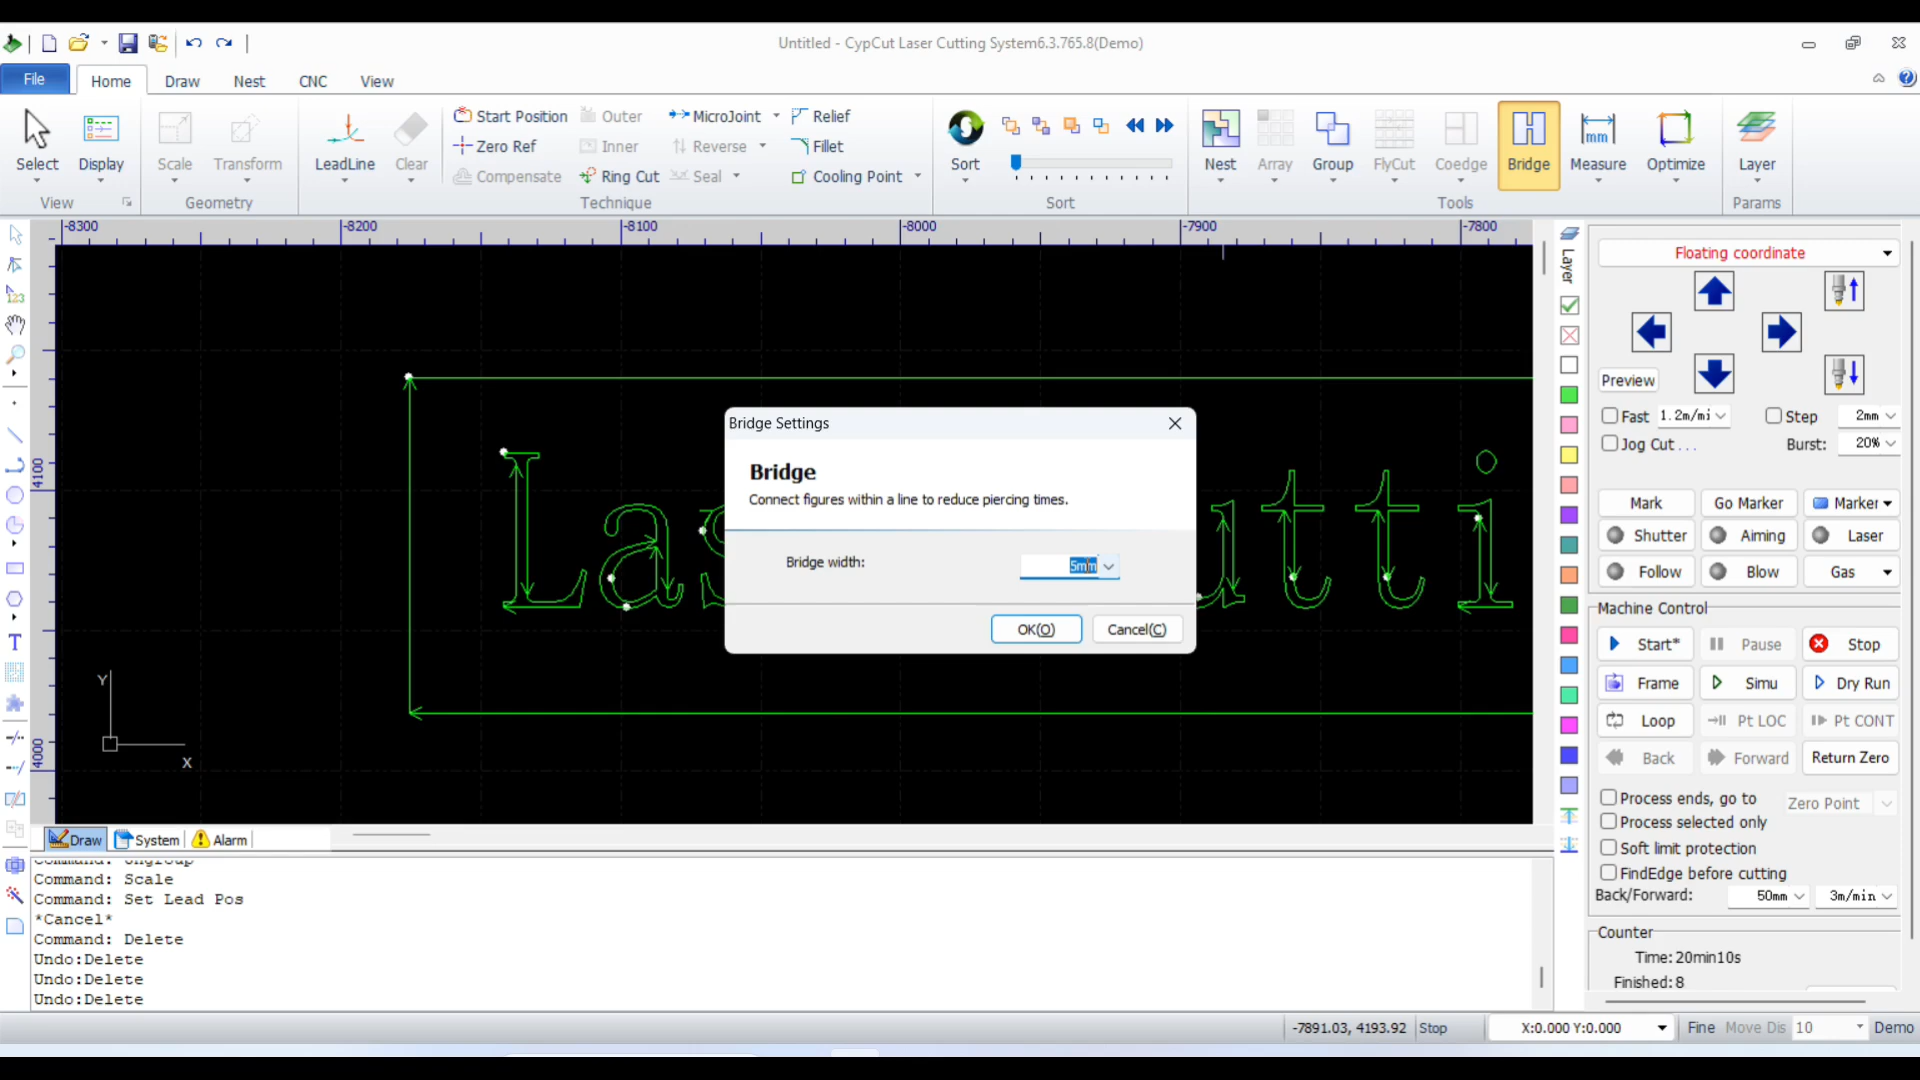 Untitled - CypCut Laser Cutting System6.3.765.8(Demo)
File Home Draw Nest CNC View
Select Display
View
Scale Transform
Geometry
LeadLine Clear
Start Position Outer MicroJoint Relief
Zero Ref Inner Reverse Fillet
Compensate Ring Cut Seal Cooling Point
Technique
Sort
Sort
Nest Array Group FlyCut Coedge Bridge Measure Optimize
mm
Tools
Layer
Params
-8300 -8200 -8100 -8000 -7900 -7800
4100
4000
123
T
Y
X
Las utti
Bridge Settings
Bridge
Connect figures within a line to reduce piercing times.
Bridge width: 5mm
OK(O) Cancel(C)
Layer
Floating coordinate
Preview
Fast 1.2m/mi Step 2mm
Jog Cut . . . Burst: 20%
Mark Go Marker Marker
Shutter Aiming Laser
Follow Blow Gas
Machine Control
Start* Pause Stop
Frame Simu Dry Run
Loop Pt LOC Pt CONT
Back Forward Return Zero
Process ends, go to Zero Point
Process selected only
Soft limit protection
FindEdge before cutting
Back/Forward: 50mm 3m/min
Counter
Time: 20min10s
Finished: 8
Draw System Alarm
Command: Ungroup
Command: Scale
Command: Set Lead Pos
*Cancel*
Command: Delete
Undo:Delete
Undo:Delete
Undo:Delete
-7891.03, 4193.92 Stop X:0.000 Y:0.000 Fine Move Dis 10 Demo